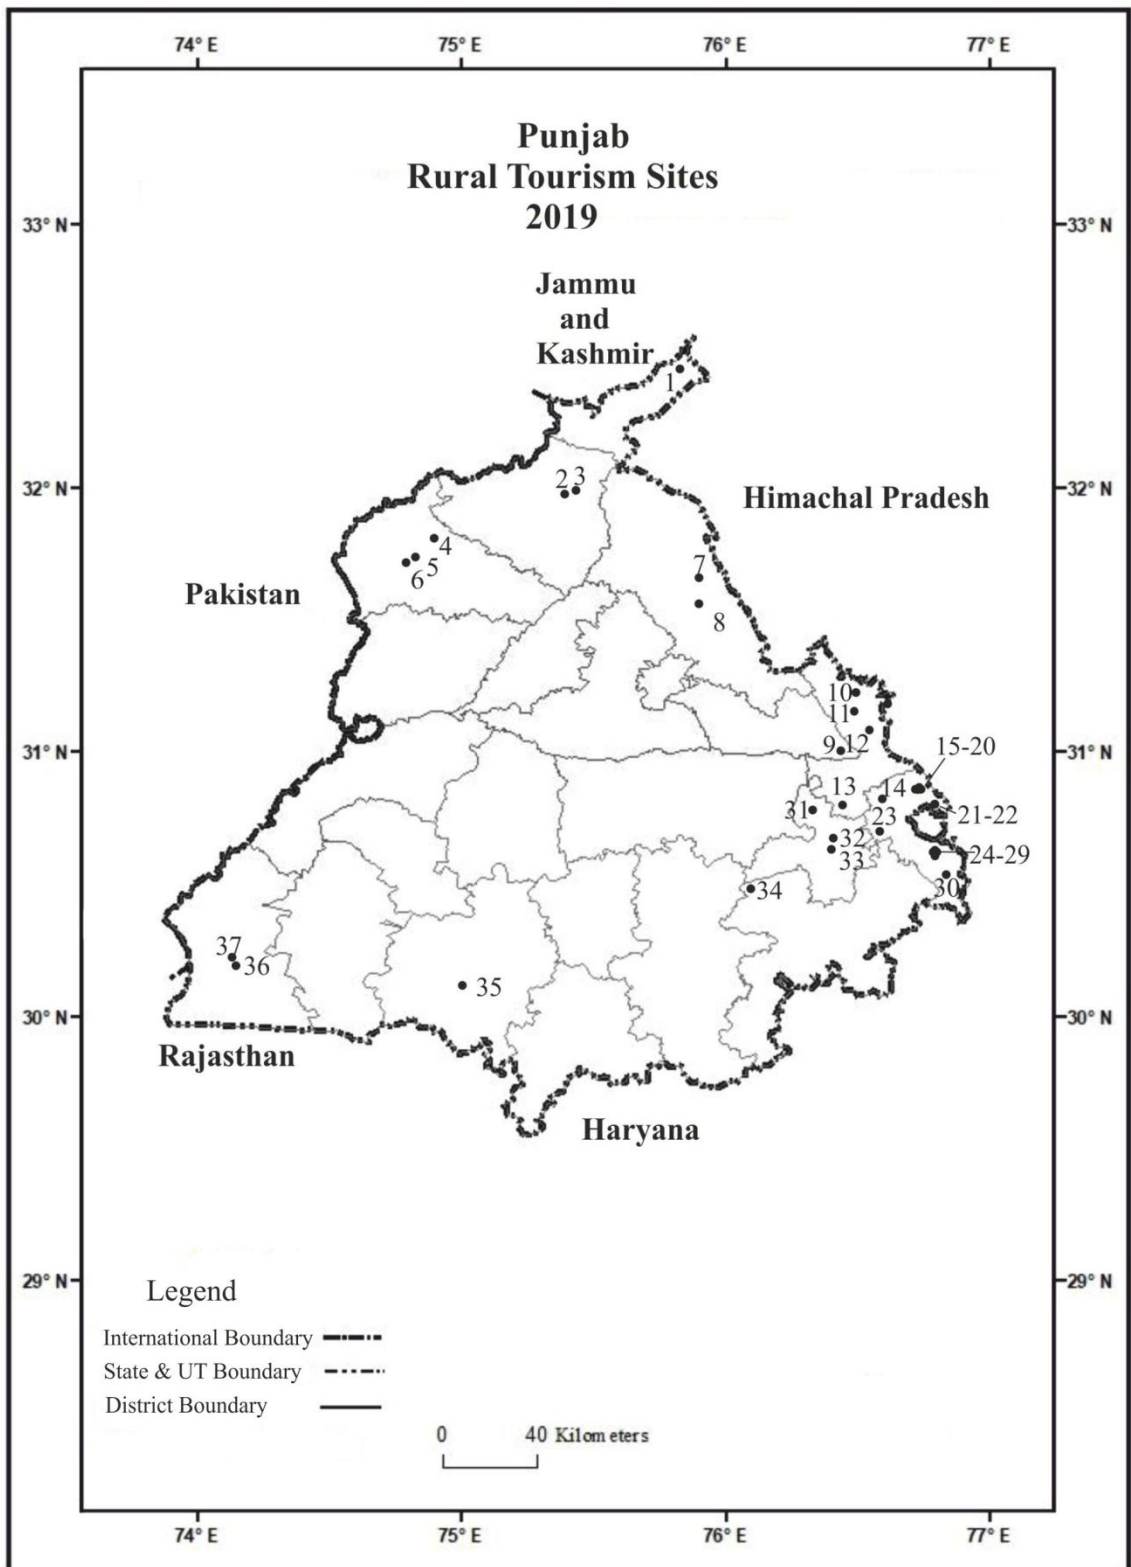 74° E 75° E 76° E 77° E
Punjab
Rural Tourism Sites
2019
33° N 33° N
Jammu
and
Kashmir
1
32° N 2 3 32° N
Himachal Pradesh
4
5
6
7
Pakistan
8
10
11
31° N 9 12 15-20 31° N
13 14
31 23 21-22
32
33 24-29
34 30
37
36
35
30° N 30° N
Rajasthan
Haryana
29° N 29° N
Legend
International Boundary
State & UT Boundary
District Boundary
0 40 Kilometers
74° E 75° E 76° E 77° E